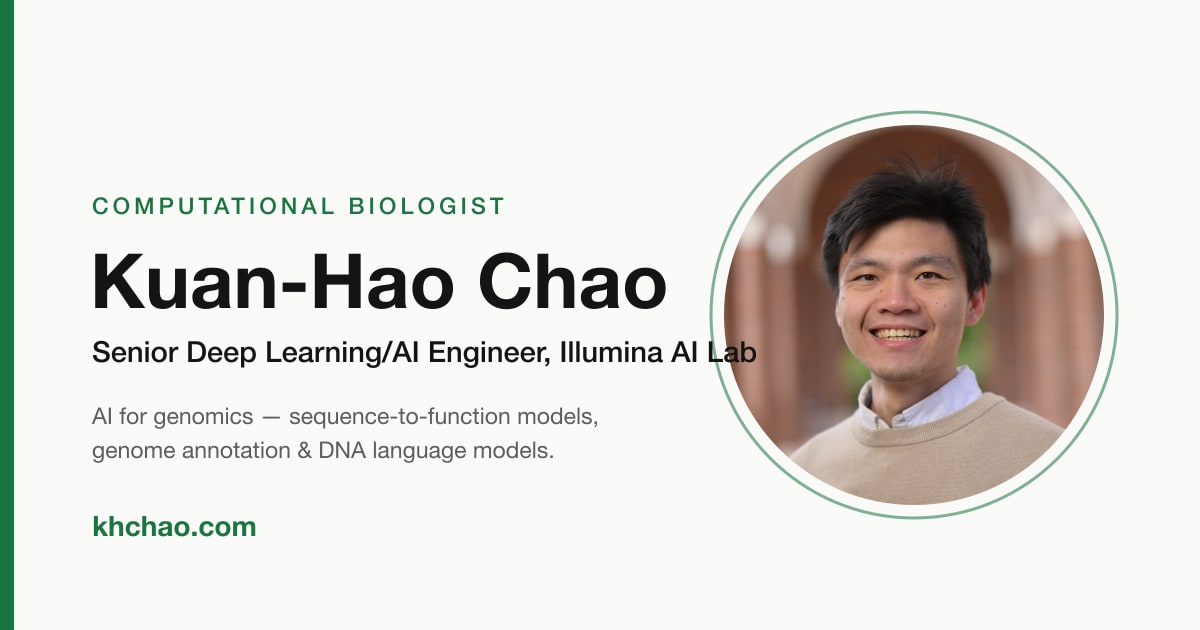 COMPUTATIONAL BIOLOGIST
Kuan-Hao Chao
Senior Deep Learning/AI Engineer, Illumina AI Lab
AI for genomics — sequence-to-function models,
genome annotation & DNA language models.
khchao.com